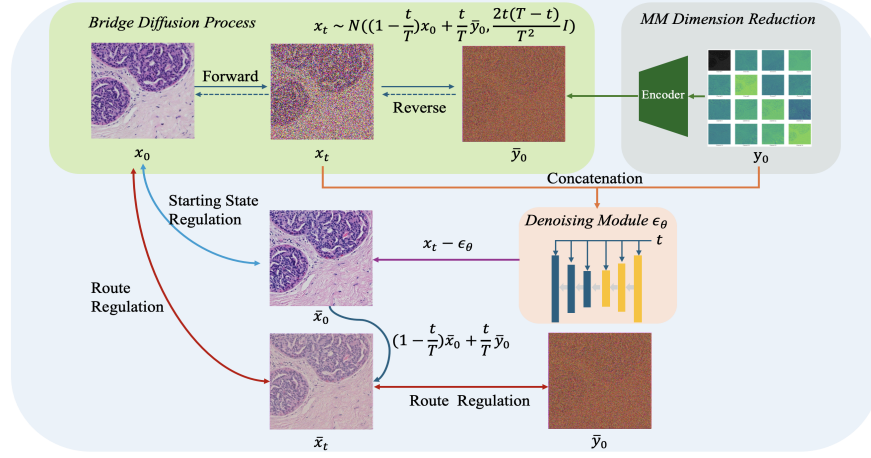 Bridge Diffusion Process
x_t ~ N((1 - t/T)x_0 + t/T ȳ_0, 2t(T - t)/T² I)
MM Dimension Reduction
Forward
Reverse
Encoder
x_0
x_t
ȳ_0
y_0
Concatenation
Starting State
Regulation
Denoising Module ϵ_θ
t
x_t - ϵ_θ
Route
Regulation
x̄_0
(1 - t/T)x̄_0 + t/T ȳ_0
Route Regulation
x̄_t
ȳ_0